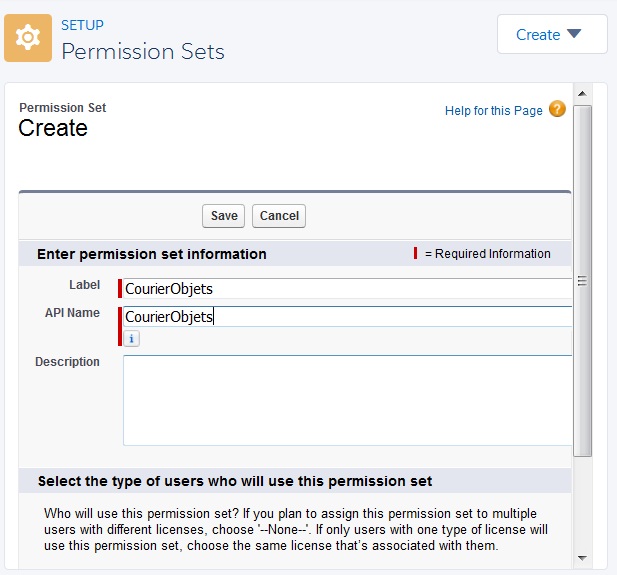 SETUP
Permission Sets
Create
Permission Set
Create
Help for this Page ?
Save Cancel
Enter permission set information
= Required Information
Label CourierObjets
API Name CourierObjets
i
Description
Select the type of users who will use this permission set
Who will use this permission set? If you plan to assign this permission set to multiple
users with different licenses, choose '--None--'. If only users with one type of license will
use this permission set, choose the same license that's associated with them.